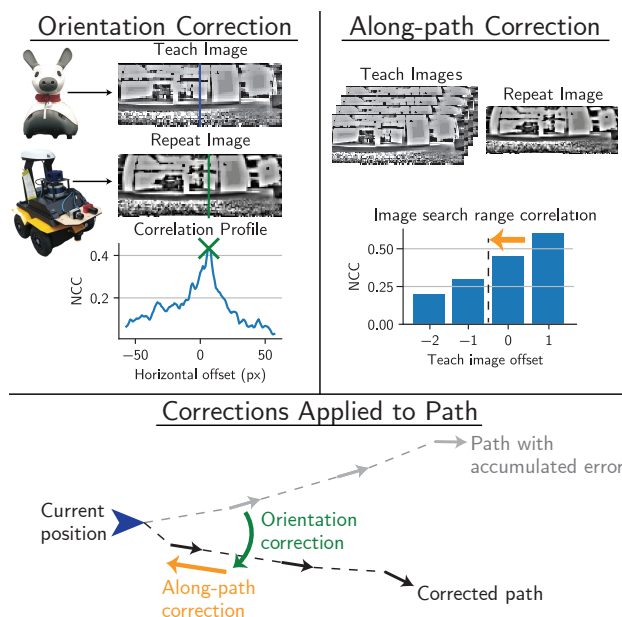 Orientation Correction
Teach Image
Repeat Image
Correlation Profile
0.4
0.2
NCC
−50
0
50
Horizontal offset (px)
Along-path Correction
Teach Images
Repeat Image
Image search range correlation
0.50
0.25
0.00
NCC
−2
−1
0
1
Teach image offset
Corrections Applied to Path
Path with
accumulated error
Current
position
Orientation
correction
Along-path
correction
Corrected path